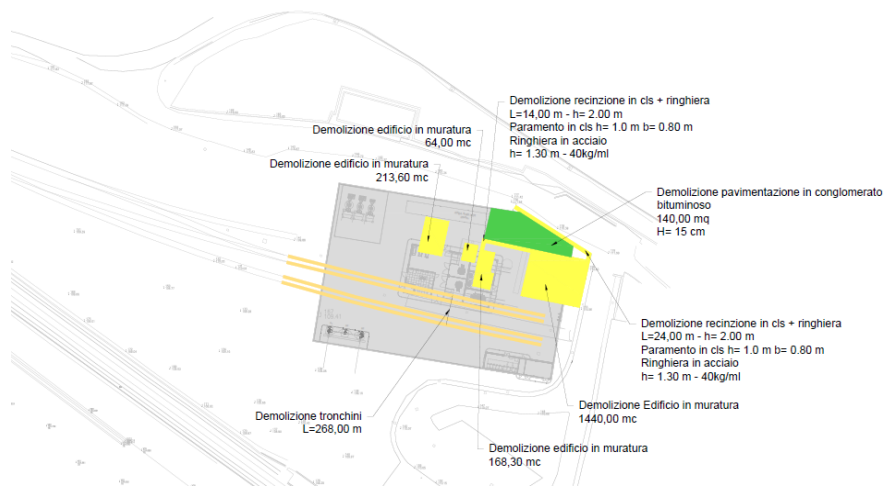 Demolizione recinzione in cls + ringhiera
L=14,00 m - h= 2.00 m
Paramento in cls h= 1.0 m b= 0.80 m
Ringhiera in acciaio
h= 1.30 m - 40kg/ml
Demolizione edificio in muratura
64,00 mc
Demolizione edificio in muratura
213,60 mc
Demolizione pavimentazione in conglomerato
bituminoso
140,00 mq
H= 15 cm
Demolizione recinzione in cls + ringhiera
L=24,00 m - h= 2.00 m
Paramento in cls h= 1.0 m b= 0.80 m
Ringhiera in acciaio
h= 1.30 m - 40kg/ml
Demolizione tronchini
L=268,00 m
Demolizione Edificio in muratura
1440,00 mc
Demolizione edificio in muratura
168,30 mc